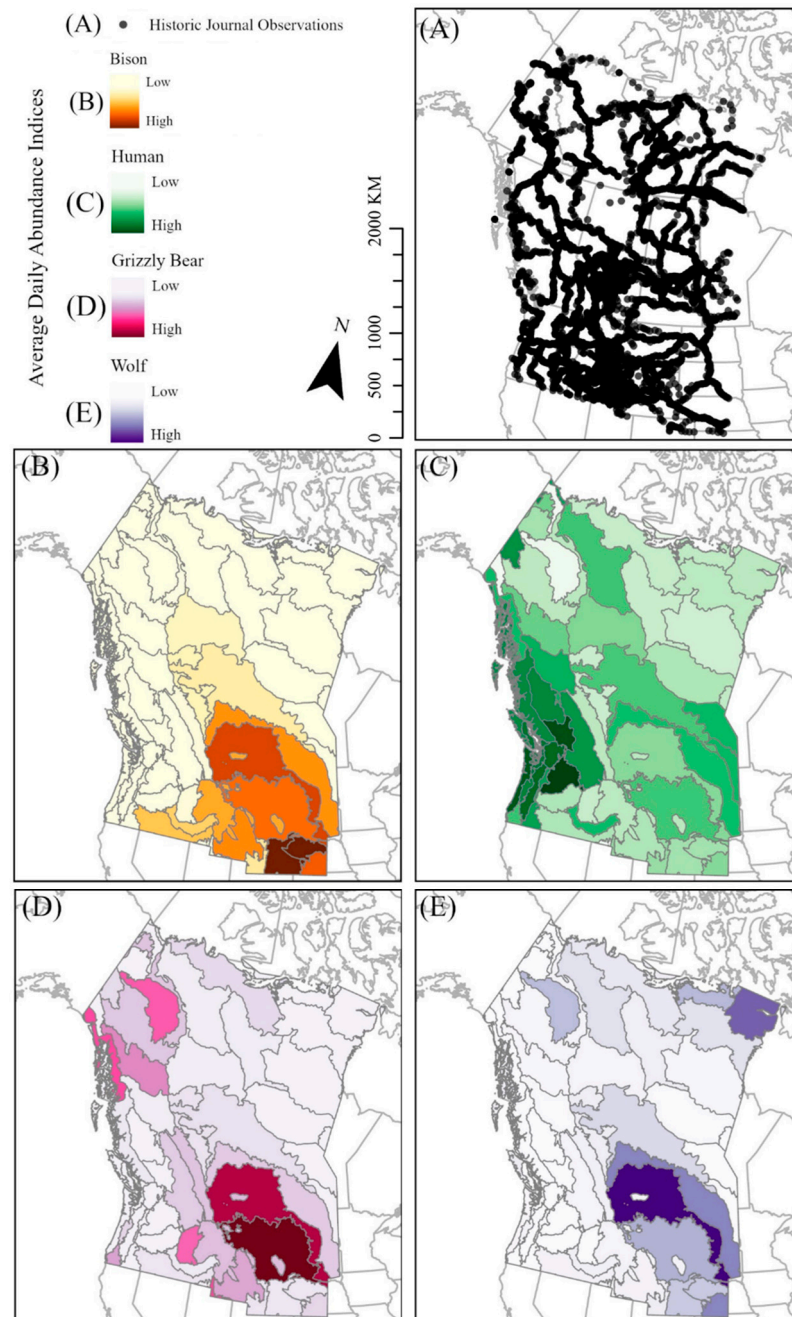 (A) Historic Journal Observations
Average Daily Abundance Indices
Bison
(B)
Low
High
Human
(C)
Low
High
Grizzly Bear
(D)
Low
High
Wolf
(E)
Low
High
N
0 500 1000 2000 KM
(A)
(B)
(C)
(D)
(E)